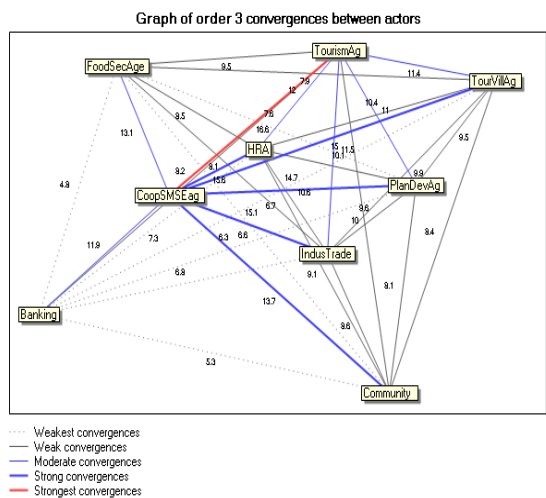 Graph of order 3 convergences between actors
TourismAg
FoodSecAge
9.5
7.9
11.4
TourVillAg
12
10.4
11
7.6
9.5
16.6
9.5
13.1
HRA
15
11.5
10.1
8.1
9.2
9.9
15.6
14.7
PlanDevAg
4.8
CoopSMSEag
10.6
6.7
9.6
15.1
10
8.4
6.3
6.6
11.9
7.3
IndusTrade
6.8
9.1
8.1
13.7
Banking
8.6
5.3
Community
Weakest convergences
Weak convergences
Moderate convergences
Strong convergences
Strongest convergences